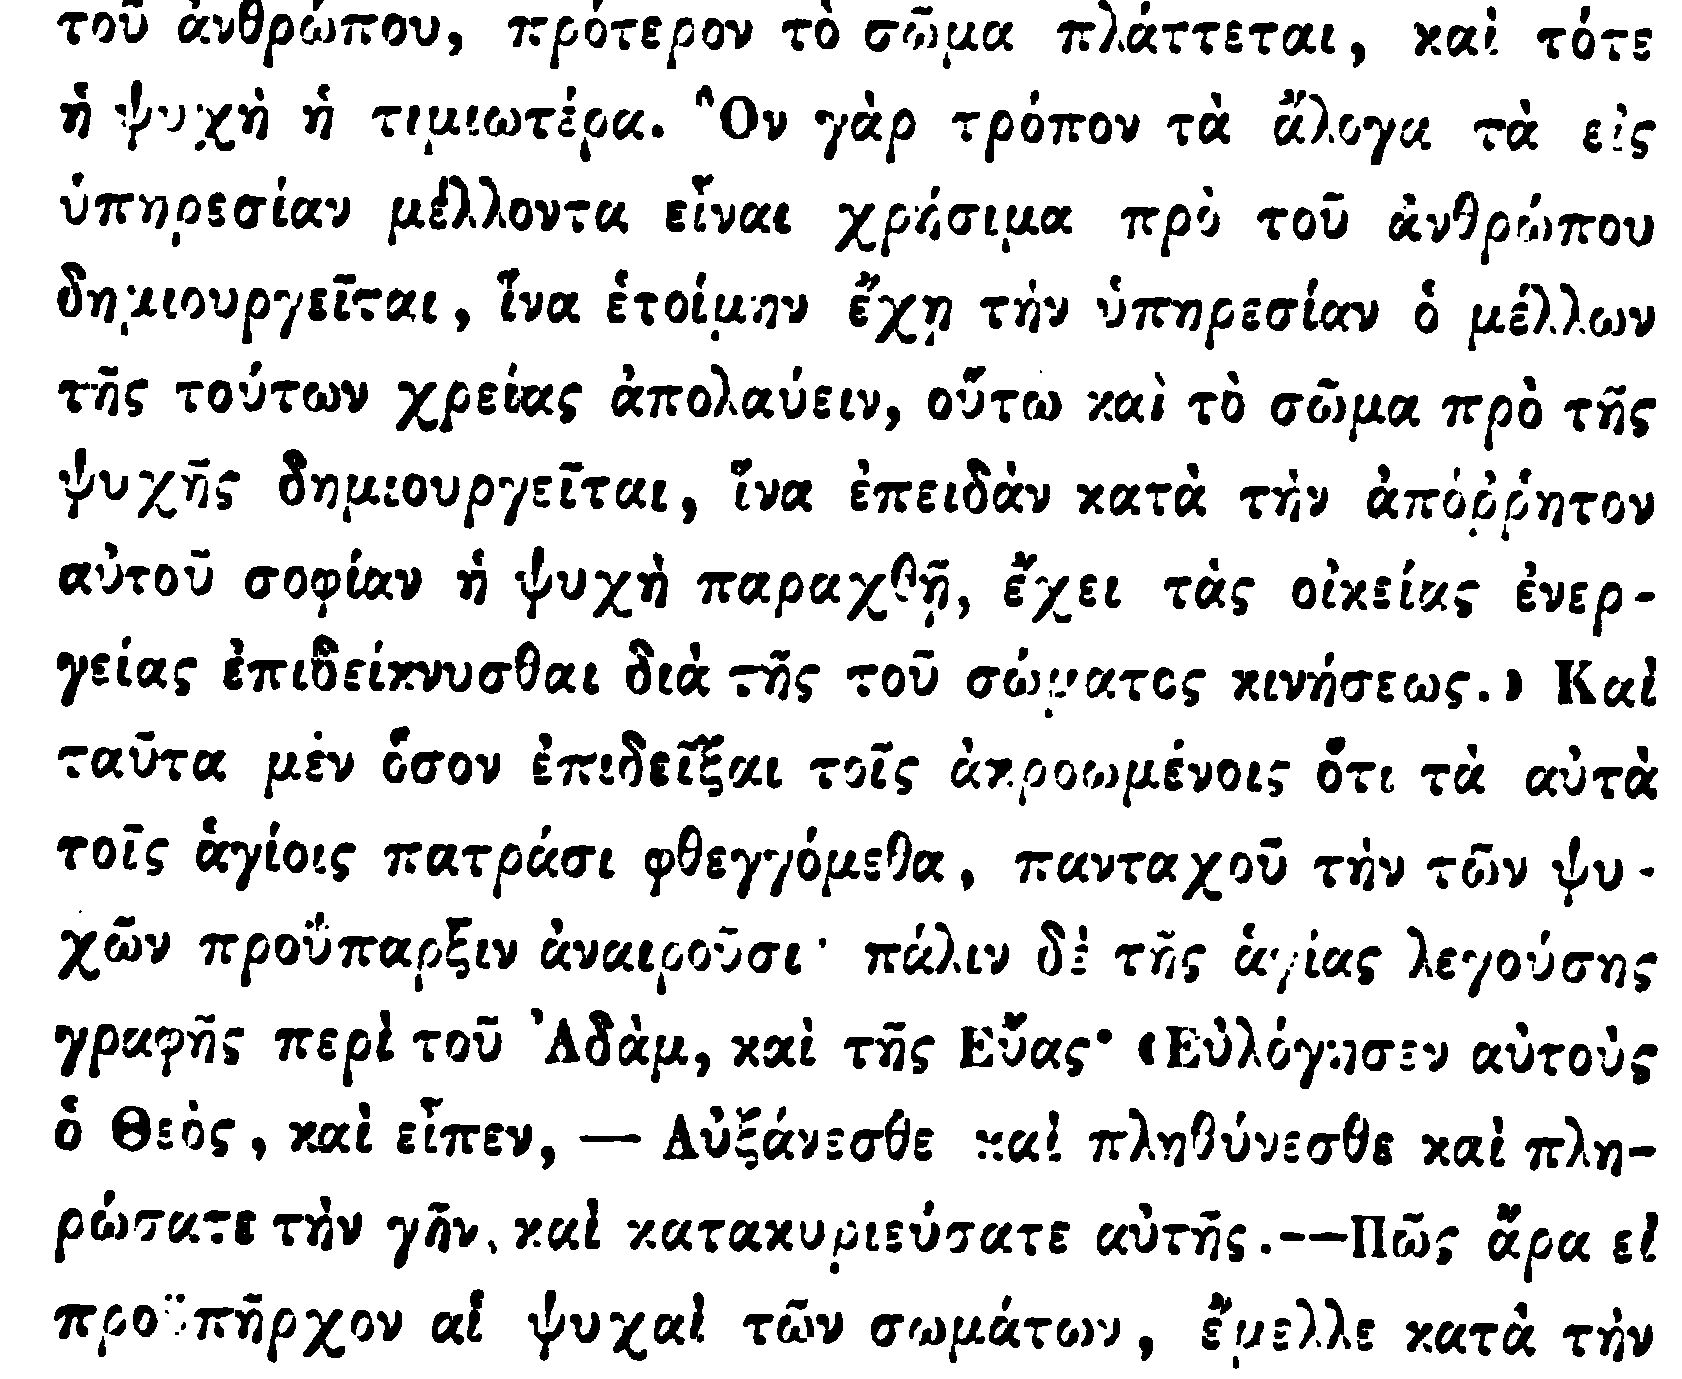 τοῦ ἀνθρώπου, πρότερον τὸ σῶμα πλάττεται, καὶ τότε
ἡ ψυχὴ ἡ τιμιωτέρα. Ὃν γὰρ τρόπον τὰ ἄλογα τὰ εἰς
ὑπηρεσίαν μέλλοντα εἶναι χρήσιμα πρὸ τοῦ ἀνθρώπου
δημιουργεῖται, ἵνα ἑτοίμην ἔχῃ τὴν ὑπηρεσίαν ὁ μέλλων
τῆς τούτων χρείας ἀπολαύειν, οὕτω καὶ τὸ σῶμα πρὸ τῆς
ψυχῆς δημιουργεῖται, ἵνα ἐπειδὰν κατὰ τὴν ἀπόῤῥητον
αὐτοῦ σοφίαν ἡ ψυχὴ παραχθῇ, ἔχει τὰς οἰκείας ἐνερ-
γείας ἐπιδείκνυσθαι διὰ τῆς τοῦ σώματος κινήσεως.» Καὶ
ταῦτα μὲν ὅσον ἐπιδεῖξαι τοῖς ἀκροωμένοις ὅτι τὰ αὐτὰ
τοῖς ἁγίοις πατράσι φθεγγόμεθα, πανταχοῦ τὴν τῶν ψυ-
χῶν προΰπαρξιν ἀναιροῦσι· πάλιν δὲ τῆς ἁγίας λεγούσης
γραφῆς περὶ τοῦ Ἀδὰμ, καὶ τῆς Εὔας· «Εὐλόγησεν αὐτοὺς
ὁ Θεὸς, καὶ εἶπεν, — Αὐξάνεσθε καὶ πληθύνεσθε καὶ πλη-
ρώσατε τὴν γῆν, καὶ κατακυριεύσατε αὐτῆς.—Πῶς ἄρα εἰ
προϋπῆρχον αἱ ψυχαὶ τῶν σωμάτων, ἔμελλε κατὰ τὴν